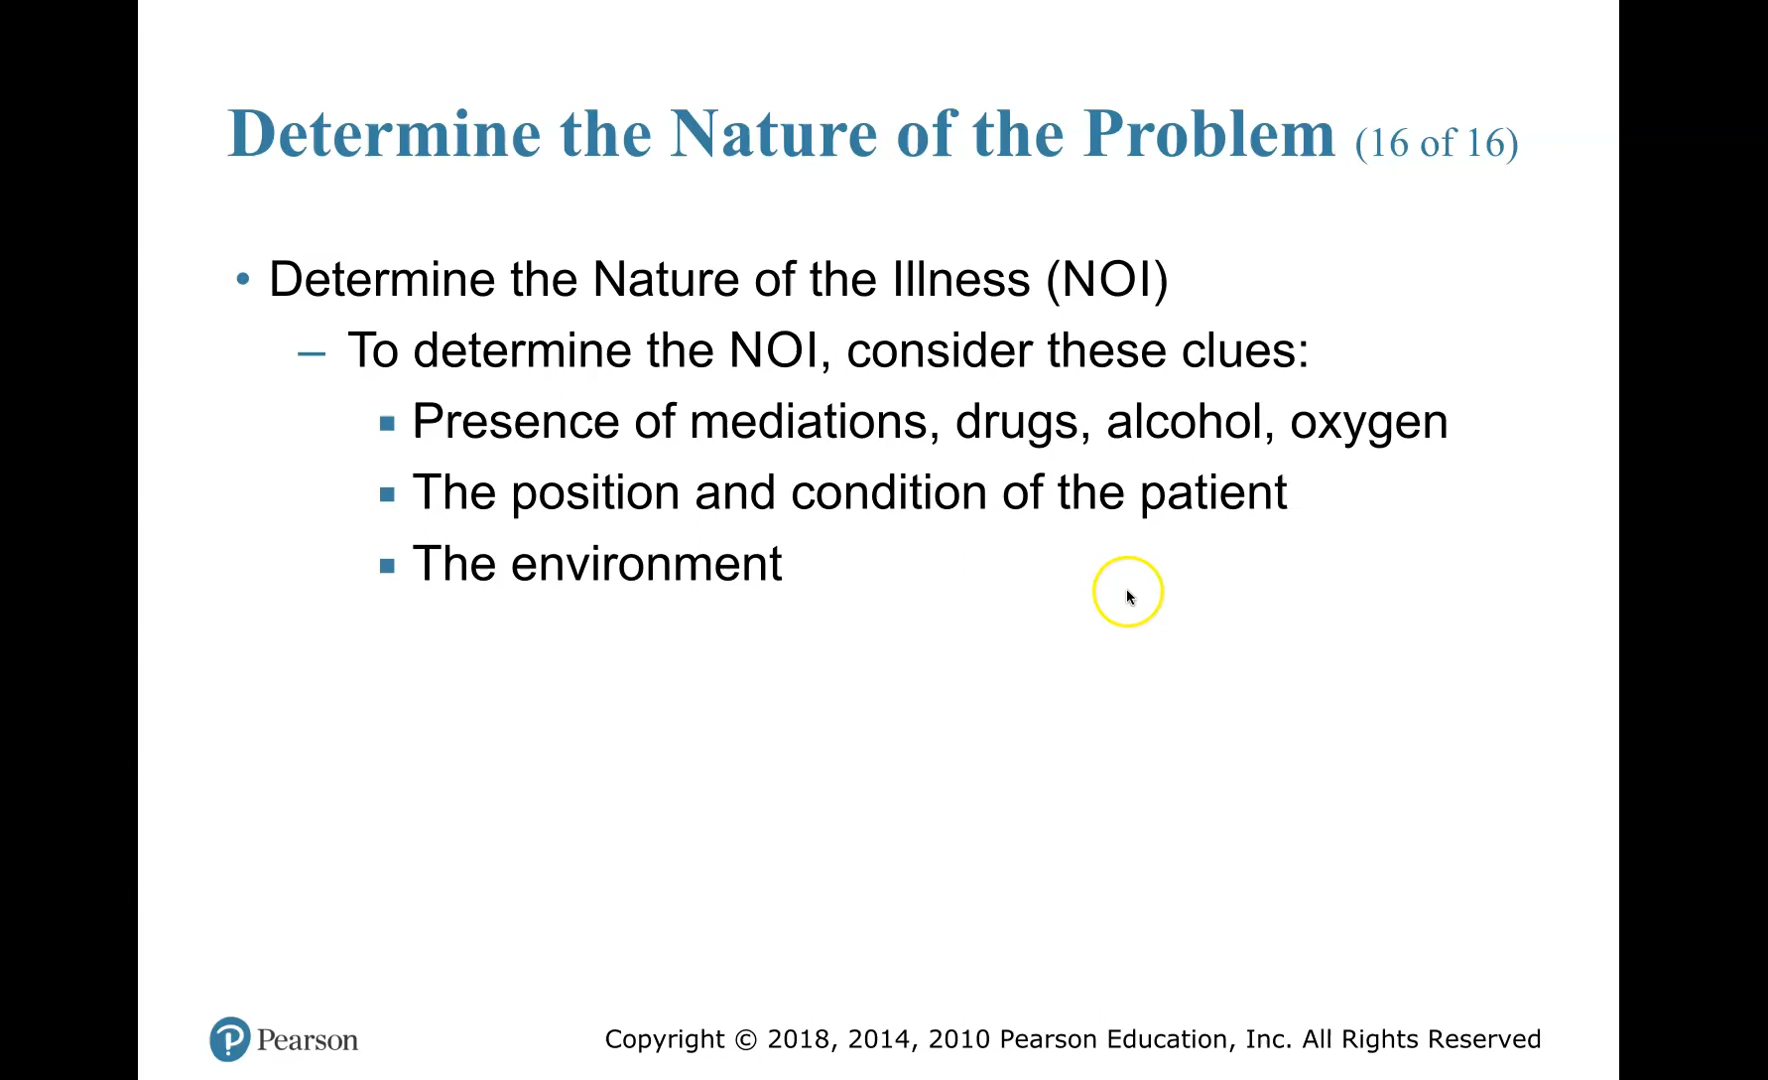 Determine the Nature of the Problem (16 of 16)
• Determine the Nature of the Illness (NOI)
– To determine the NOI, consider these clues:
▪ Presence of mediations, drugs, alcohol, oxygen
▪ The position and condition of the patient
▪ The environment
Pearson
Copyright © 2018, 2014, 2010 Pearson Education, Inc. All Rights Reserved